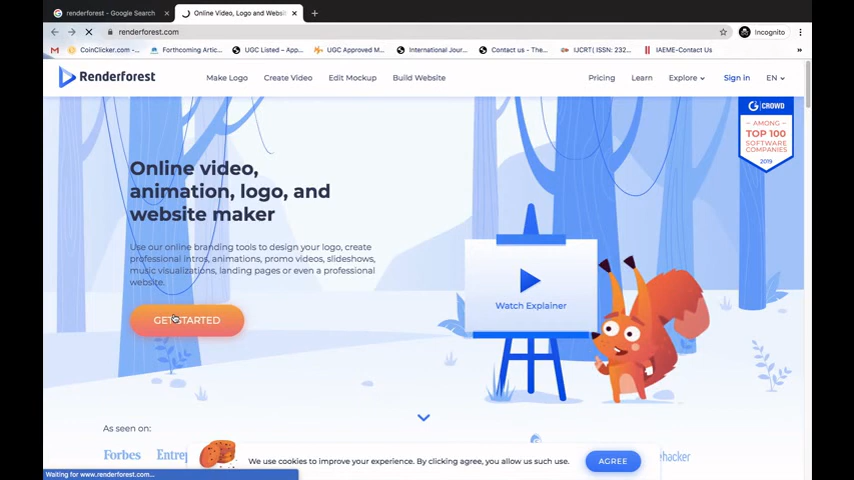 renderforest - Google Search
Online Video, Logo and Websi
renderforest.com
Incognito
CoinClicker.com -...
Forthcoming Artic...
UGC Listed – App...
UGC Approved M...
International Jour...
Contact us - The...
IJCRT( ISSN: 232...
IAEME-Contact Us
Renderforest
Make Logo
Create Video
Edit Mockup
Build Website
Pricing
Learn
Explore
Sign in
EN
CROWD
AMONG
TOP 100
SOFTWARE
COMPANIES
2019
Online video,
animation, logo, and
website maker
Use our online branding tools to design your logo, create
professional intros, animations, promo videos, slideshows,
music visualizations, landing pages or even a professional
website.
GET STARTED
Watch Explainer
As seen on:
Forbes
Entrep
We use cookies to improve your experience. By clicking agree, you allow us such use.
AGREE
ehacker
Waiting for www.renderforest.com...